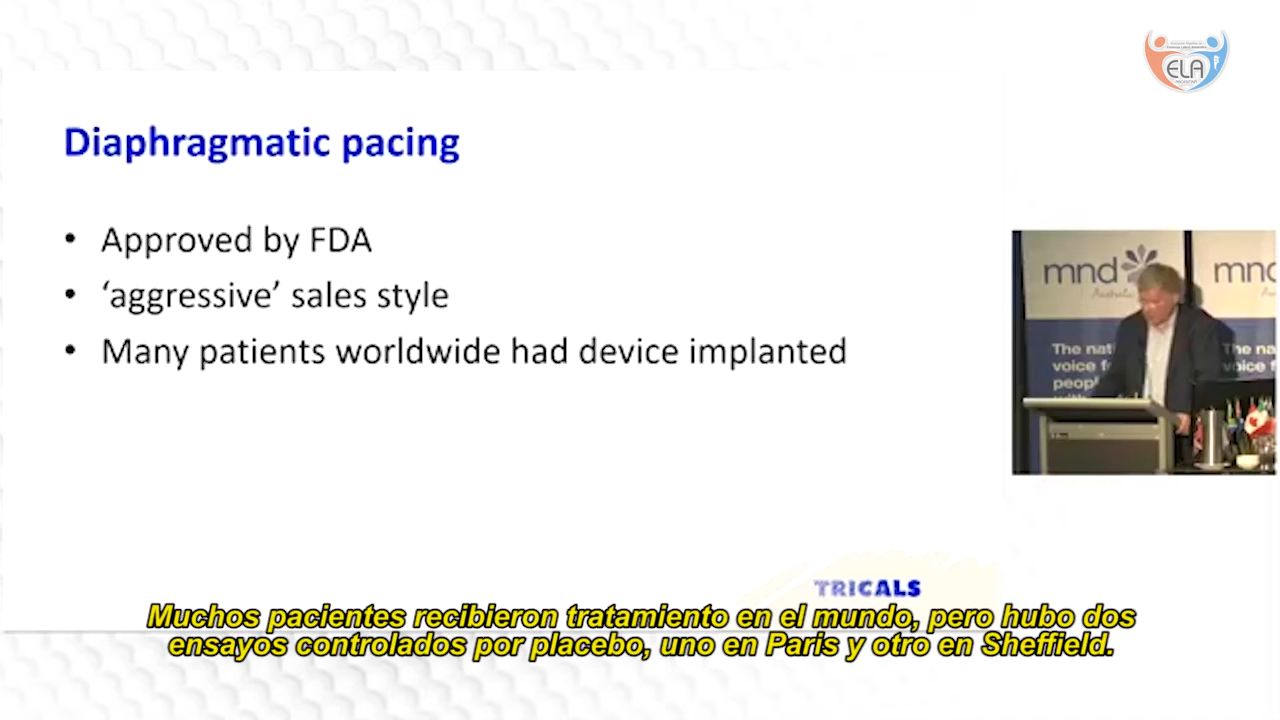 ELA
Diaphragmatic pacing
• Approved by FDA
• ‘aggressive’ sales style
• Many patients worldwide had device implanted
mnd
Australia
The nat
voice f
peopl
mnd
The na
voice f
TRICALS
Muchos pacientes recibieron tratamiento en el mundo, pero hubo dos
ensayos controlados por placebo, uno en Paris y otro en Sheffield.